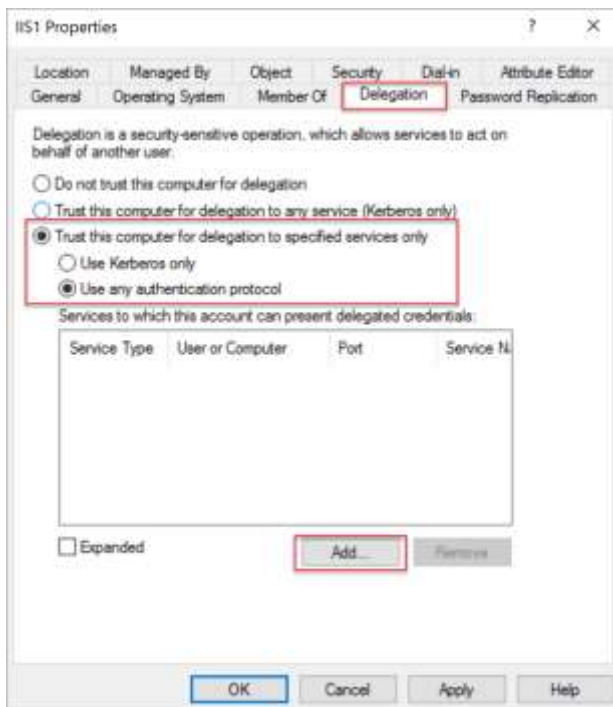 IIS1 Properties
? ×
Location Managed By Object Security Dial-in Attribute Editor
General Operating System Member Of Delegation Password Replication
Delegation is a security-sensitive operation, which allows services to act on
behalf of another user.
Do not trust this computer for delegation
Trust this computer for delegation to any service (Kerberos only)
Trust this computer for delegation to specified services only
Use Kerberos only
Use any authentication protocol
Services to which this account can present delegated credentials:
Service Type User or Computer Port Service N
Expanded Add... Remove
OK Cancel Apply Help